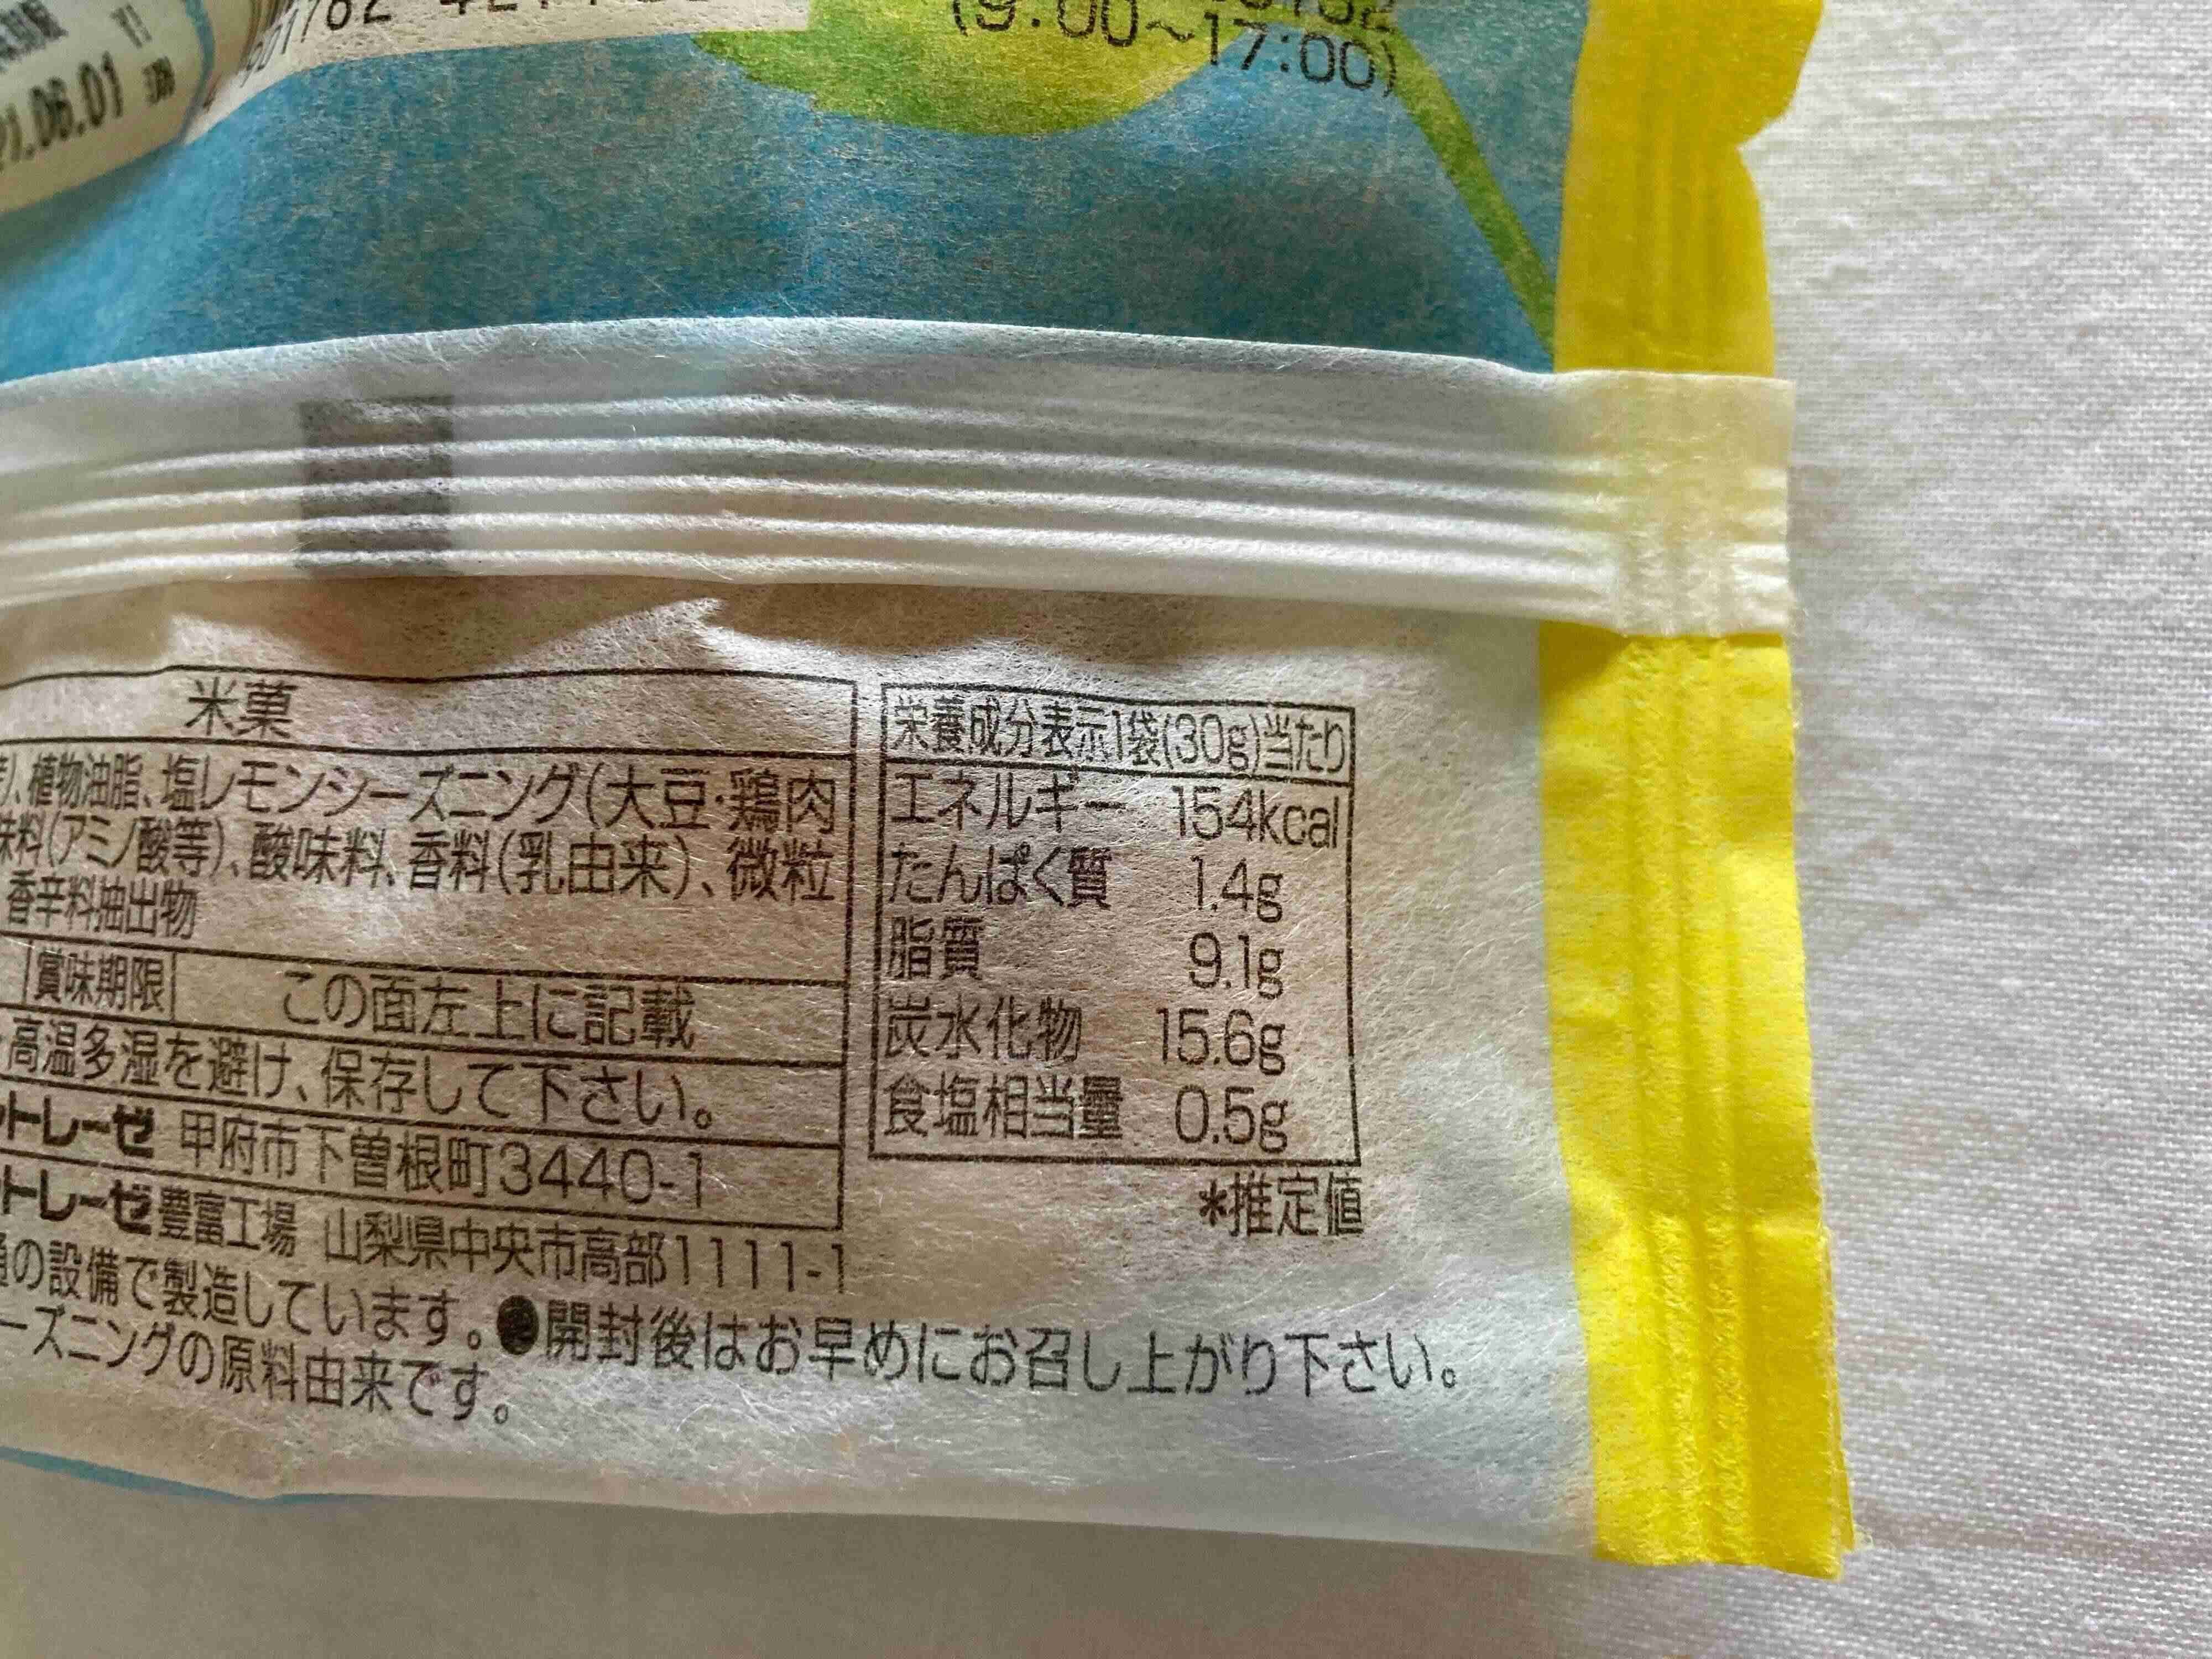 21.06.01
(9:00~17:00)
米菓
植物油脂、塩レモンシーズニング(大豆・鶏肉
味料(アミノ酸等)、酸味料、香料(乳由来)、微粒
香辛料抽出物
賞味期限 この面左上に記載
高温多湿を避け、保存して下さい。
トレーゼ 甲府市下曽根町3440-1
トレーゼ豊富工場 山梨県中央市高部1111-1
の設備で製造しています。●開封後はお早めにお召し上がり下さい。
ーズニングの原料由来です。
栄養成分表示1袋(30g)当たり
エネルギー 154kcal
たんぱく質 1.4g
脂質 9.1g
炭水化物 15.6g
食塩相当量 0.5g
*推定値